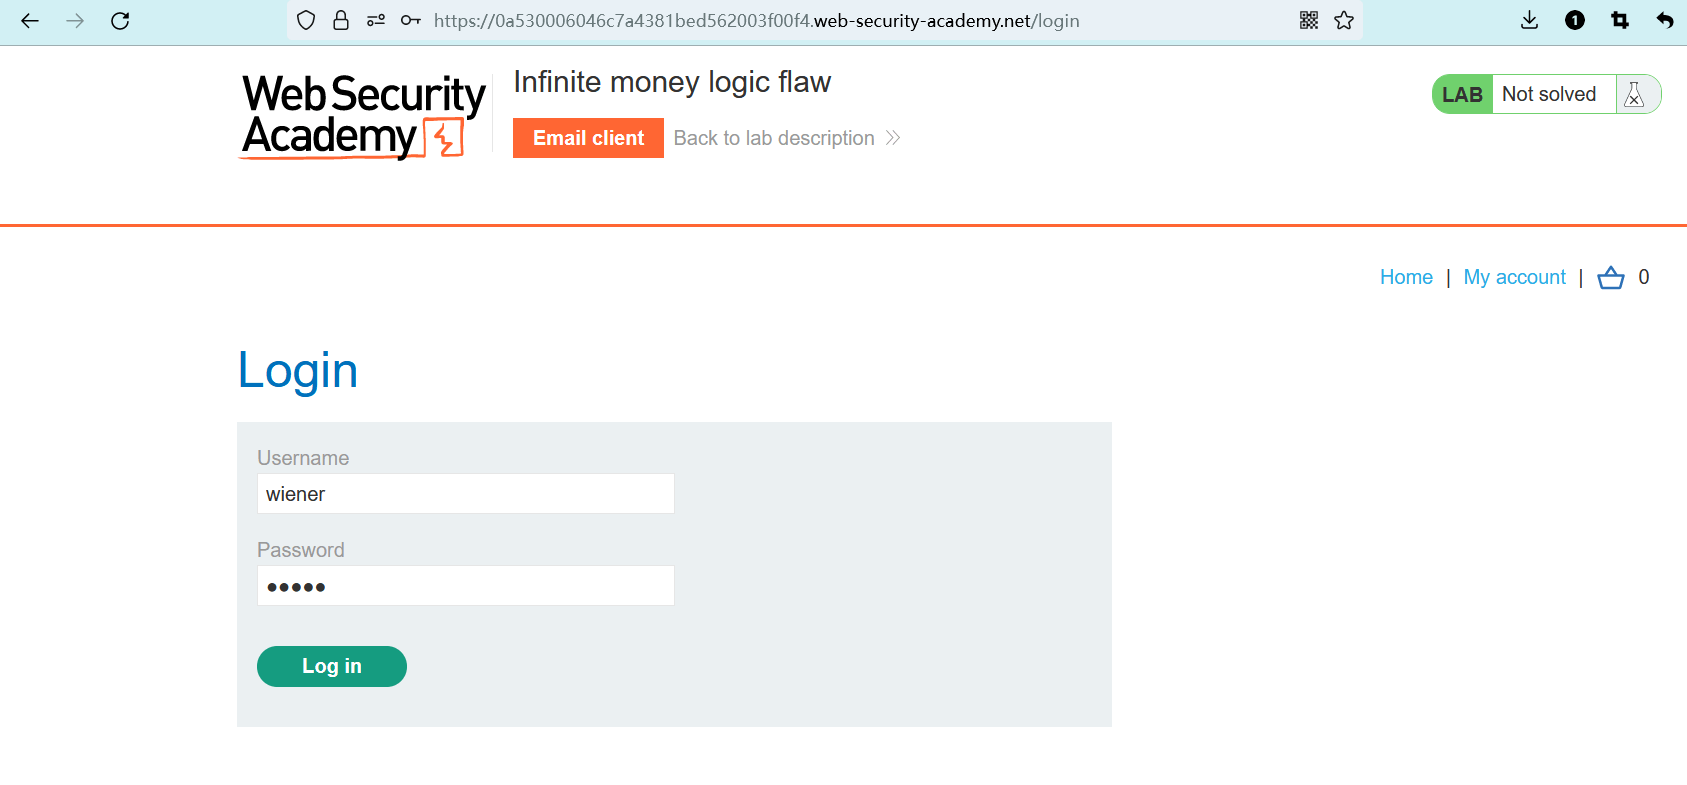 https://0a530006046c7a4381bed562003f00f4.web-security-academy.net/login
1
Web Security
Academy
Infinite money logic flaw
Email client
Back to lab description
LAB
Not solved
Home | My account | 0
Login
Username
wiener
Password
Log in